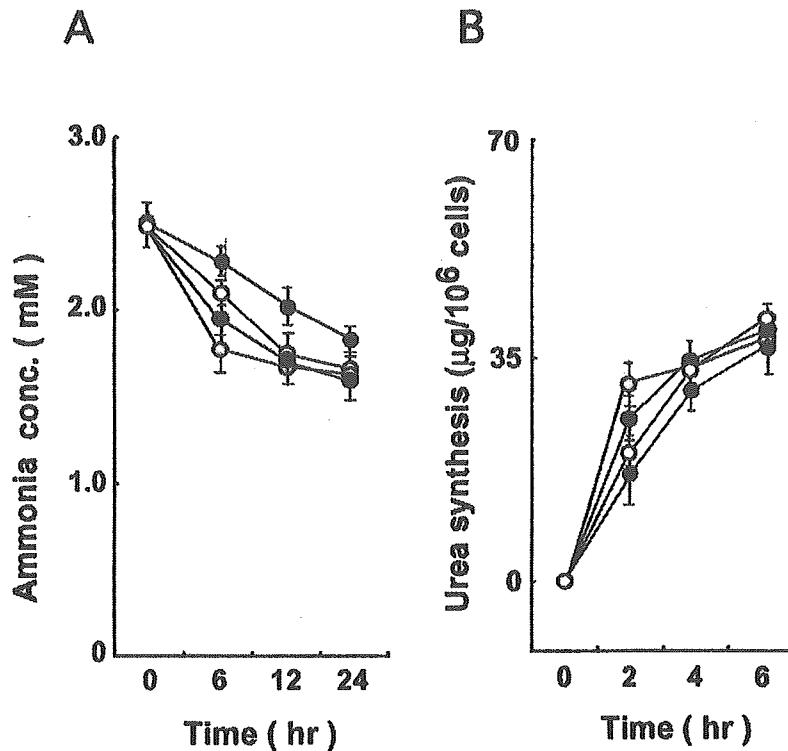 A
B
Ammonia conc. ( mM )
3.0
2.0
1.0
0
0 6 12 24
Time ( hr )
Urea synthesis (μg/10⁶ cells)
70
35
0
0 2 4 6
Time ( hr )